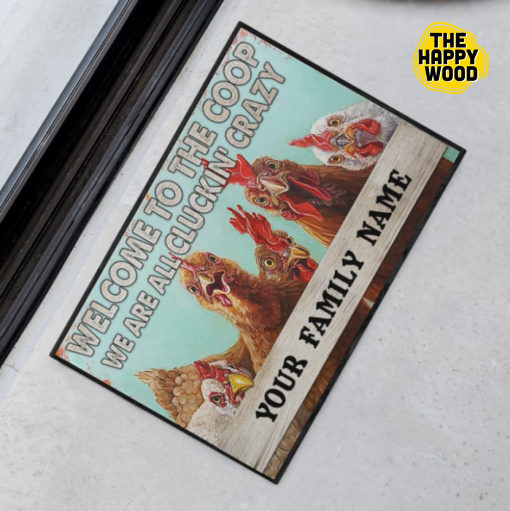 THE
HAPPY
WOOD
WELCOME TO THE COOP
WE ARE ALL CLUCKIN' CRAZY
YOUR FAMILY NAME